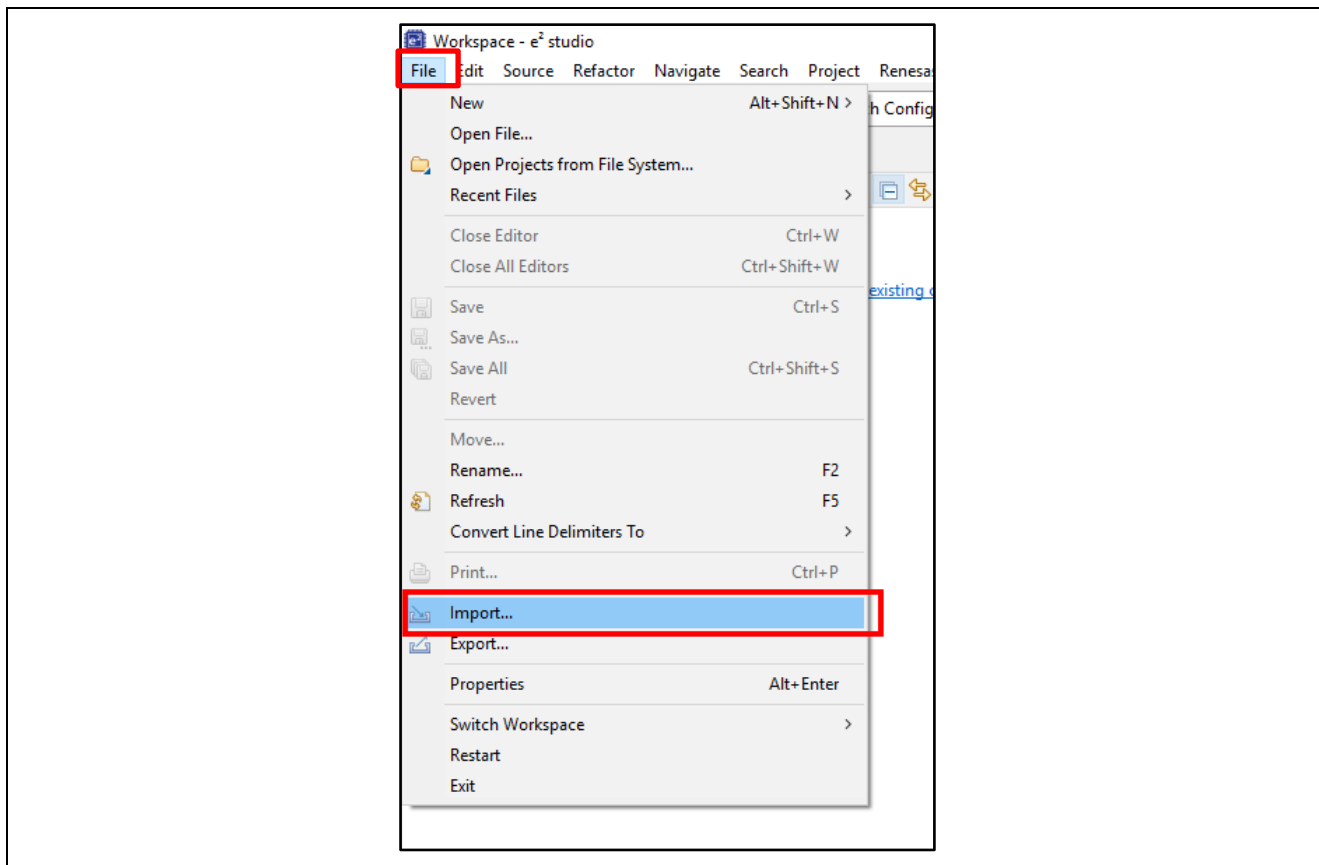 Workspace - e² studio
File Edit Source Refactor Navigate Search Project
New Alt+Shift+N >
h Config
Open File...
Open Projects from File System...
Recent Files >
Close Editor Ctrl+W
Close All Editors Ctrl+Shift+W
existing
Save Ctrl+S
Save As...
Save All Ctrl+Shift+S
Revert
Move...
Rename... F2
Refresh F5
Convert Line Delimiters To >
Print... Ctrl+P
Import...
Export...
Properties Alt+Enter
Switch Workspace >
Restart
Exit